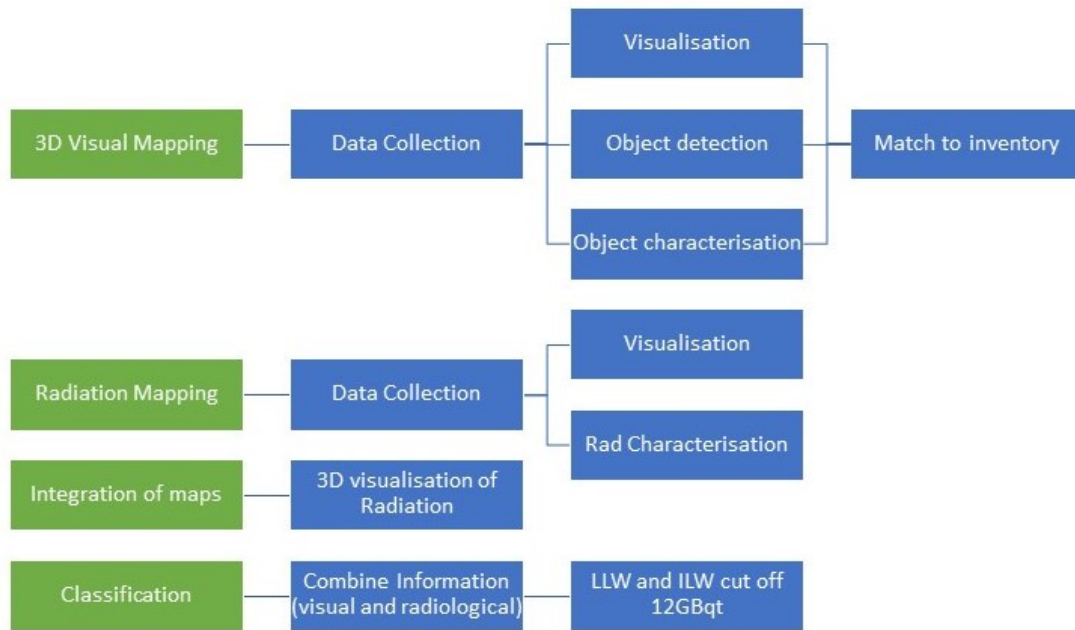 Visualisation
3D Visual Mapping
Data Collection
Object detection
Match to inventory
Object characterisation
Visualisation
Radiation Mapping
Data Collection
Rad Characterisation
Integration of maps
3D visualisation of
Radiation
Classification
Combine Information
(visual and radiological)
LLW and ILW cut off
12GBqt